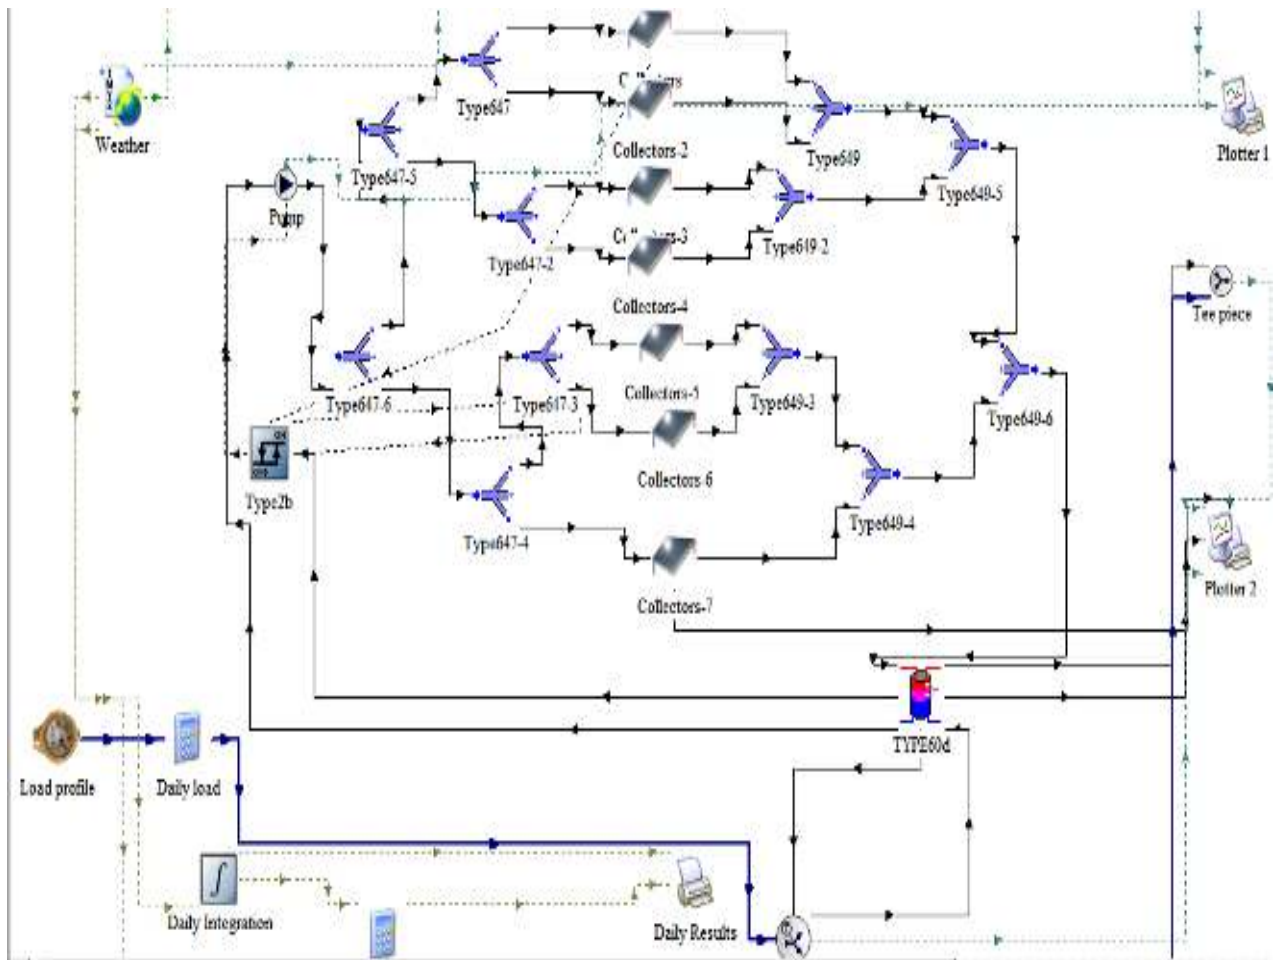 Type647
Weather
Collectors-2
Type649
Plotter 1
Type647-5
Type649-5
Pump
Type649-2
Type647-2
Collectors-4
Tee piece
Collectors-5
Type647-6
Type647-3
Type649-3
Type649-6
Collectors-6
Type2b
Type649-4
Type647-4
Plotter 2
Collectors-7
TYPE60d
Load profile
Daily load
Daily Integration
Daily Results